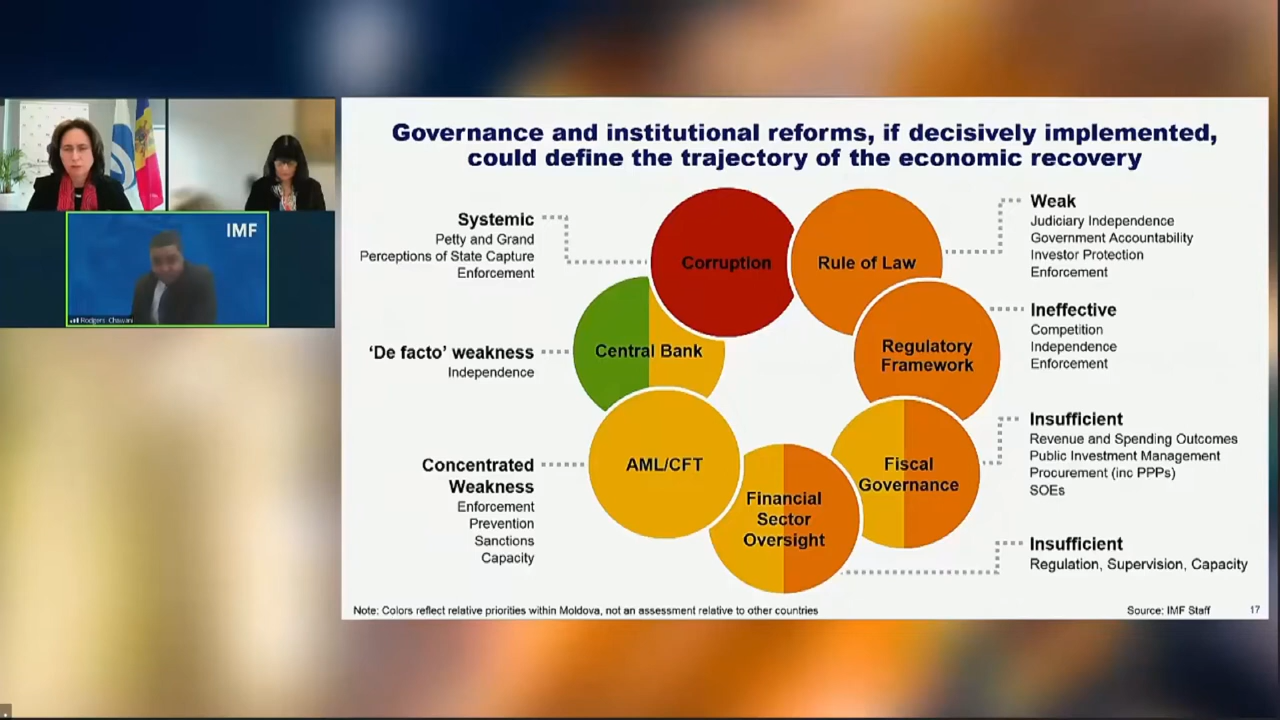 Governance and institutional reforms, if decisively implemented,
could define the trajectory of the economic recovery
IMF
Rodgers Chawani
Systemic
Petty and Grand
Perceptions of State Capture
Enforcement
Corruption
Rule of Law
Weak
Judiciary Independence
Government Accountability
Investor Protection
Enforcement
‘De facto’ weakness
Independence
Central Bank
Regulatory
Framework
Ineffective
Competition
Independence
Enforcement
Concentrated
Weakness
Enforcement
Prevention
Sanctions
Capacity
AML/CFT
Financial
Sector
Oversight
Fiscal
Governance
Insufficient
Revenue and Spending Outcomes
Public Investment Management
Procurement (inc PPPs)
SOEs
Insufficient
Regulation, Supervision, Capacity
Note: Colors reflect relative priorities within Moldova, not an assessment relative to other countries
Source: IMF Staff
17